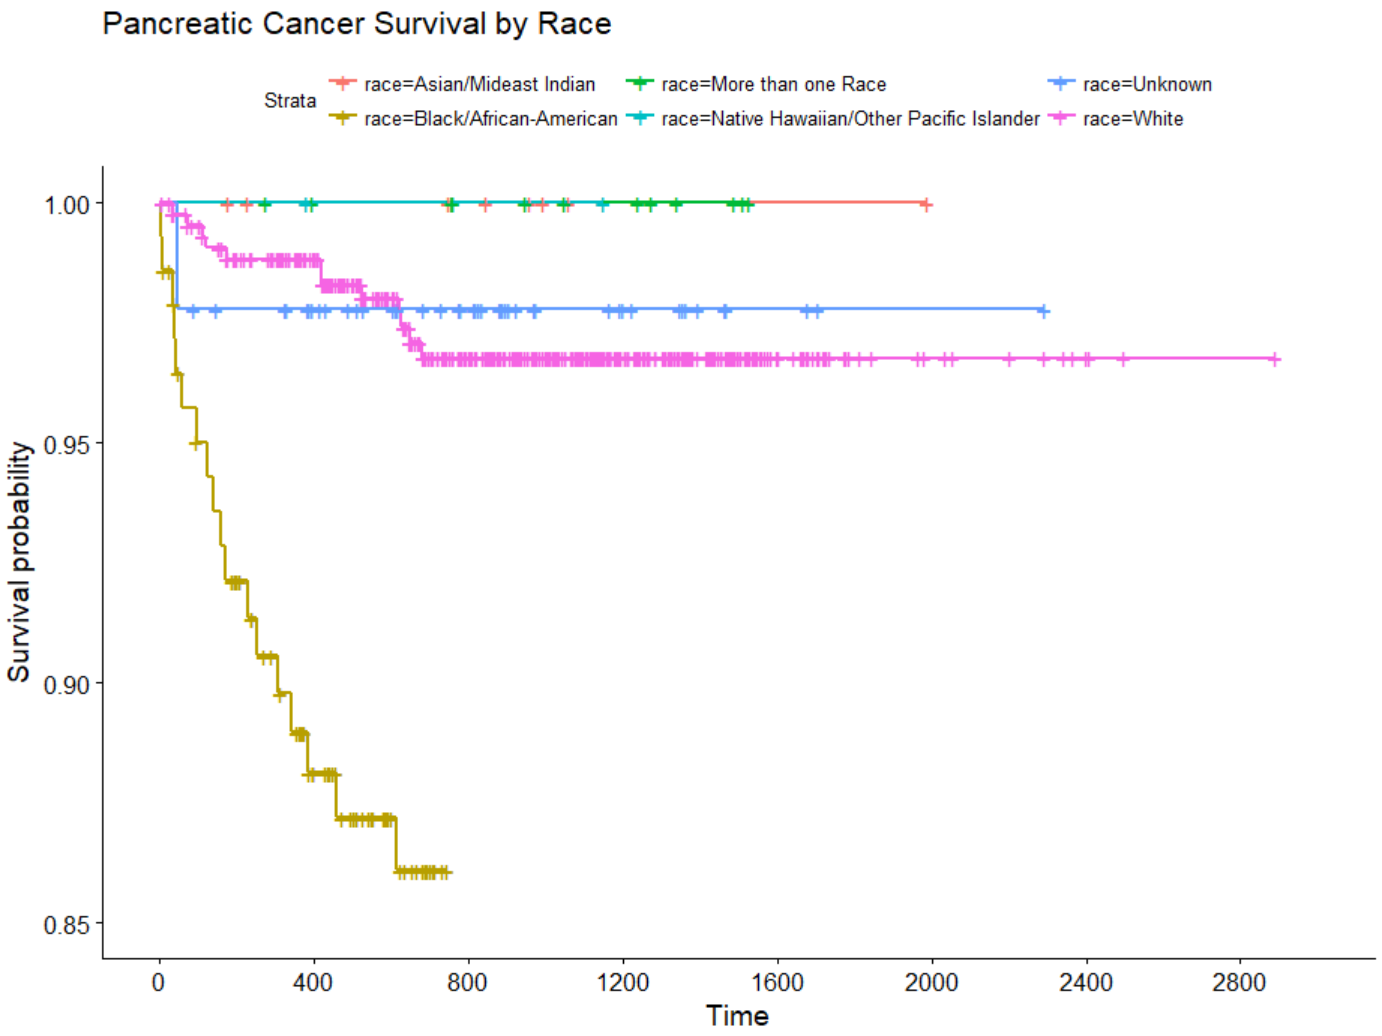 Pancreatic Cancer Survival by Race
Strata
race=Asian/Mideast Indian
race=More than one Race
race=Unknown
race=Black/African-American
race=Native Hawaiian/Other Pacific Islander
race=White
Survival probability
1.00
0.95
0.90
0.85
0 400 800 1200 1600 2000 2400 2800
Time